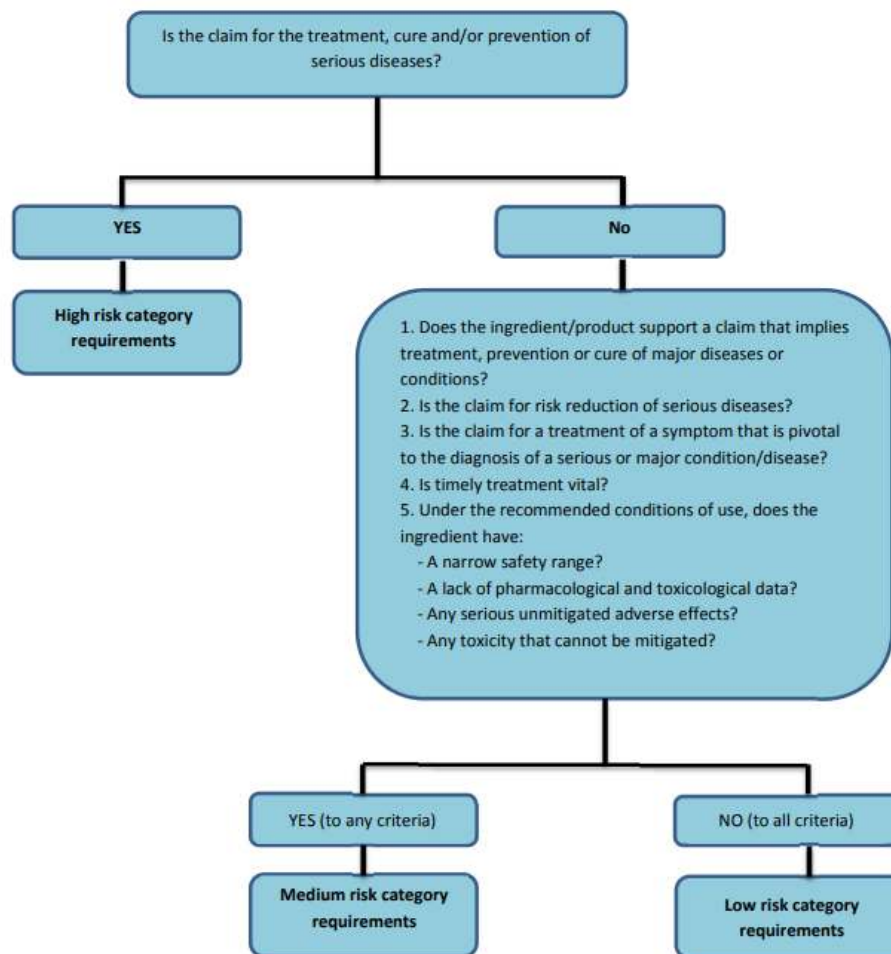 Is the claim for the treatment, cure and/or prevention of
serious diseases?
YES
No
High risk category
requirements
1. Does the ingredient/product support a claim that implies
treatment, prevention or cure of major diseases or
conditions?
2. Is the claim for risk reduction of serious diseases?
3. Is the claim for a treatment of a symptom that is pivotal
to the diagnosis of a serious or major condition/disease?
4. Is timely treatment vital?
5. Under the recommended conditions of use, does the
ingredient have:
- A narrow safety range?
- A lack of pharmacological and toxicological data?
- Any serious unmitigated adverse effects?
- Any toxicity that cannot be mitigated?
YES (to any criteria)
NO (to all criteria)
Medium risk category
requirements
Low risk category
requirements